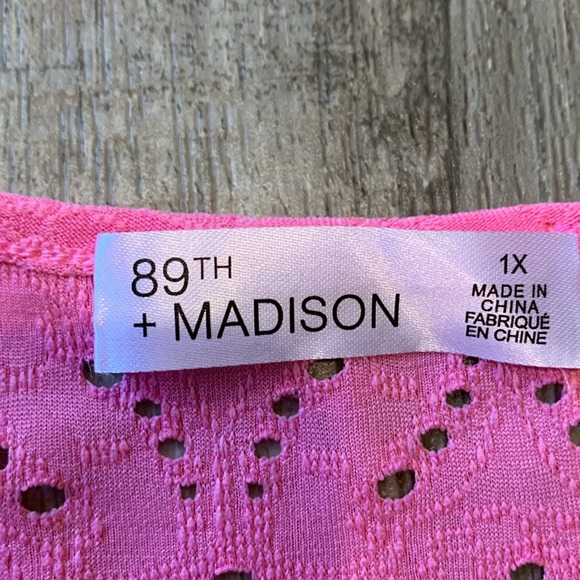 89TH
+ MADISON
1X
MADE IN
CHINA
FABRIQUÉ
EN CHINE